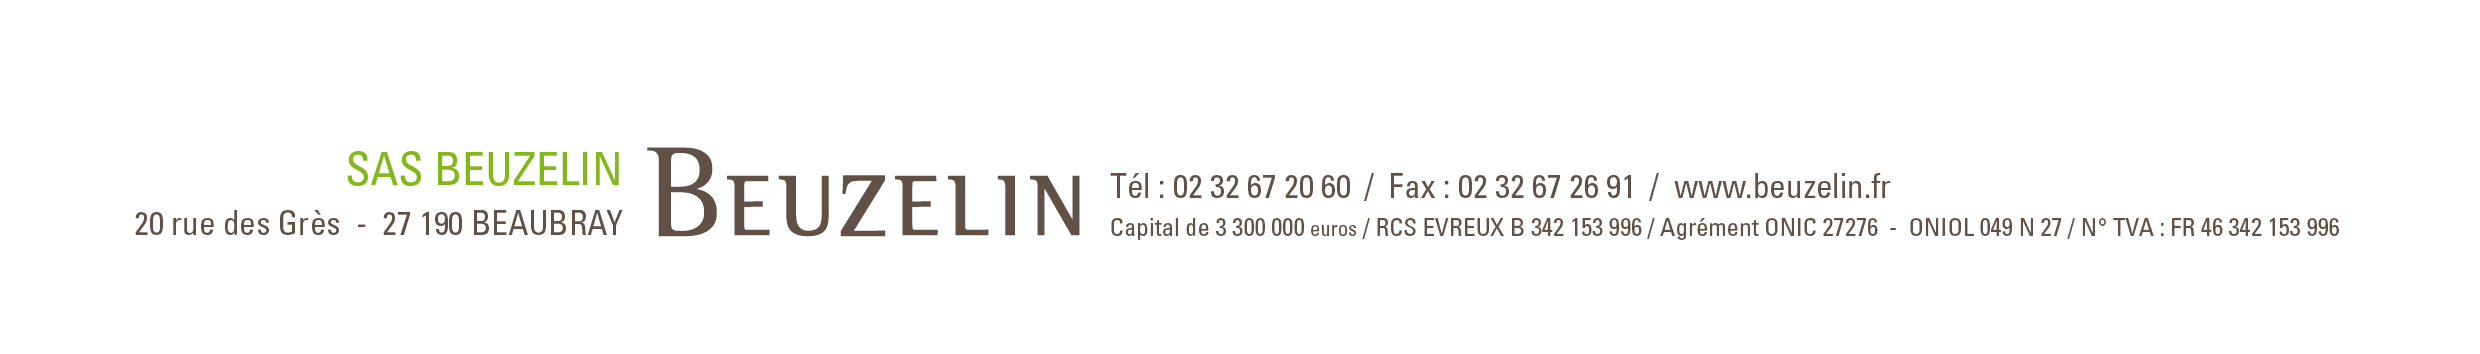 SAS BEUZELIN
20 rue des Grès - 27 190 BEAUBRAY
BEUZELIN
Tél : 02 32 67 20 60 / Fax : 02 32 67 26 91 / www.beuzelin.fr
Capital de 3 300 000 euros / RCS EVREUX B 342 153 996 / Agrément ONIC 27276 - ONIOL 049 N 27 / N° TVA : FR 46 342 153 996